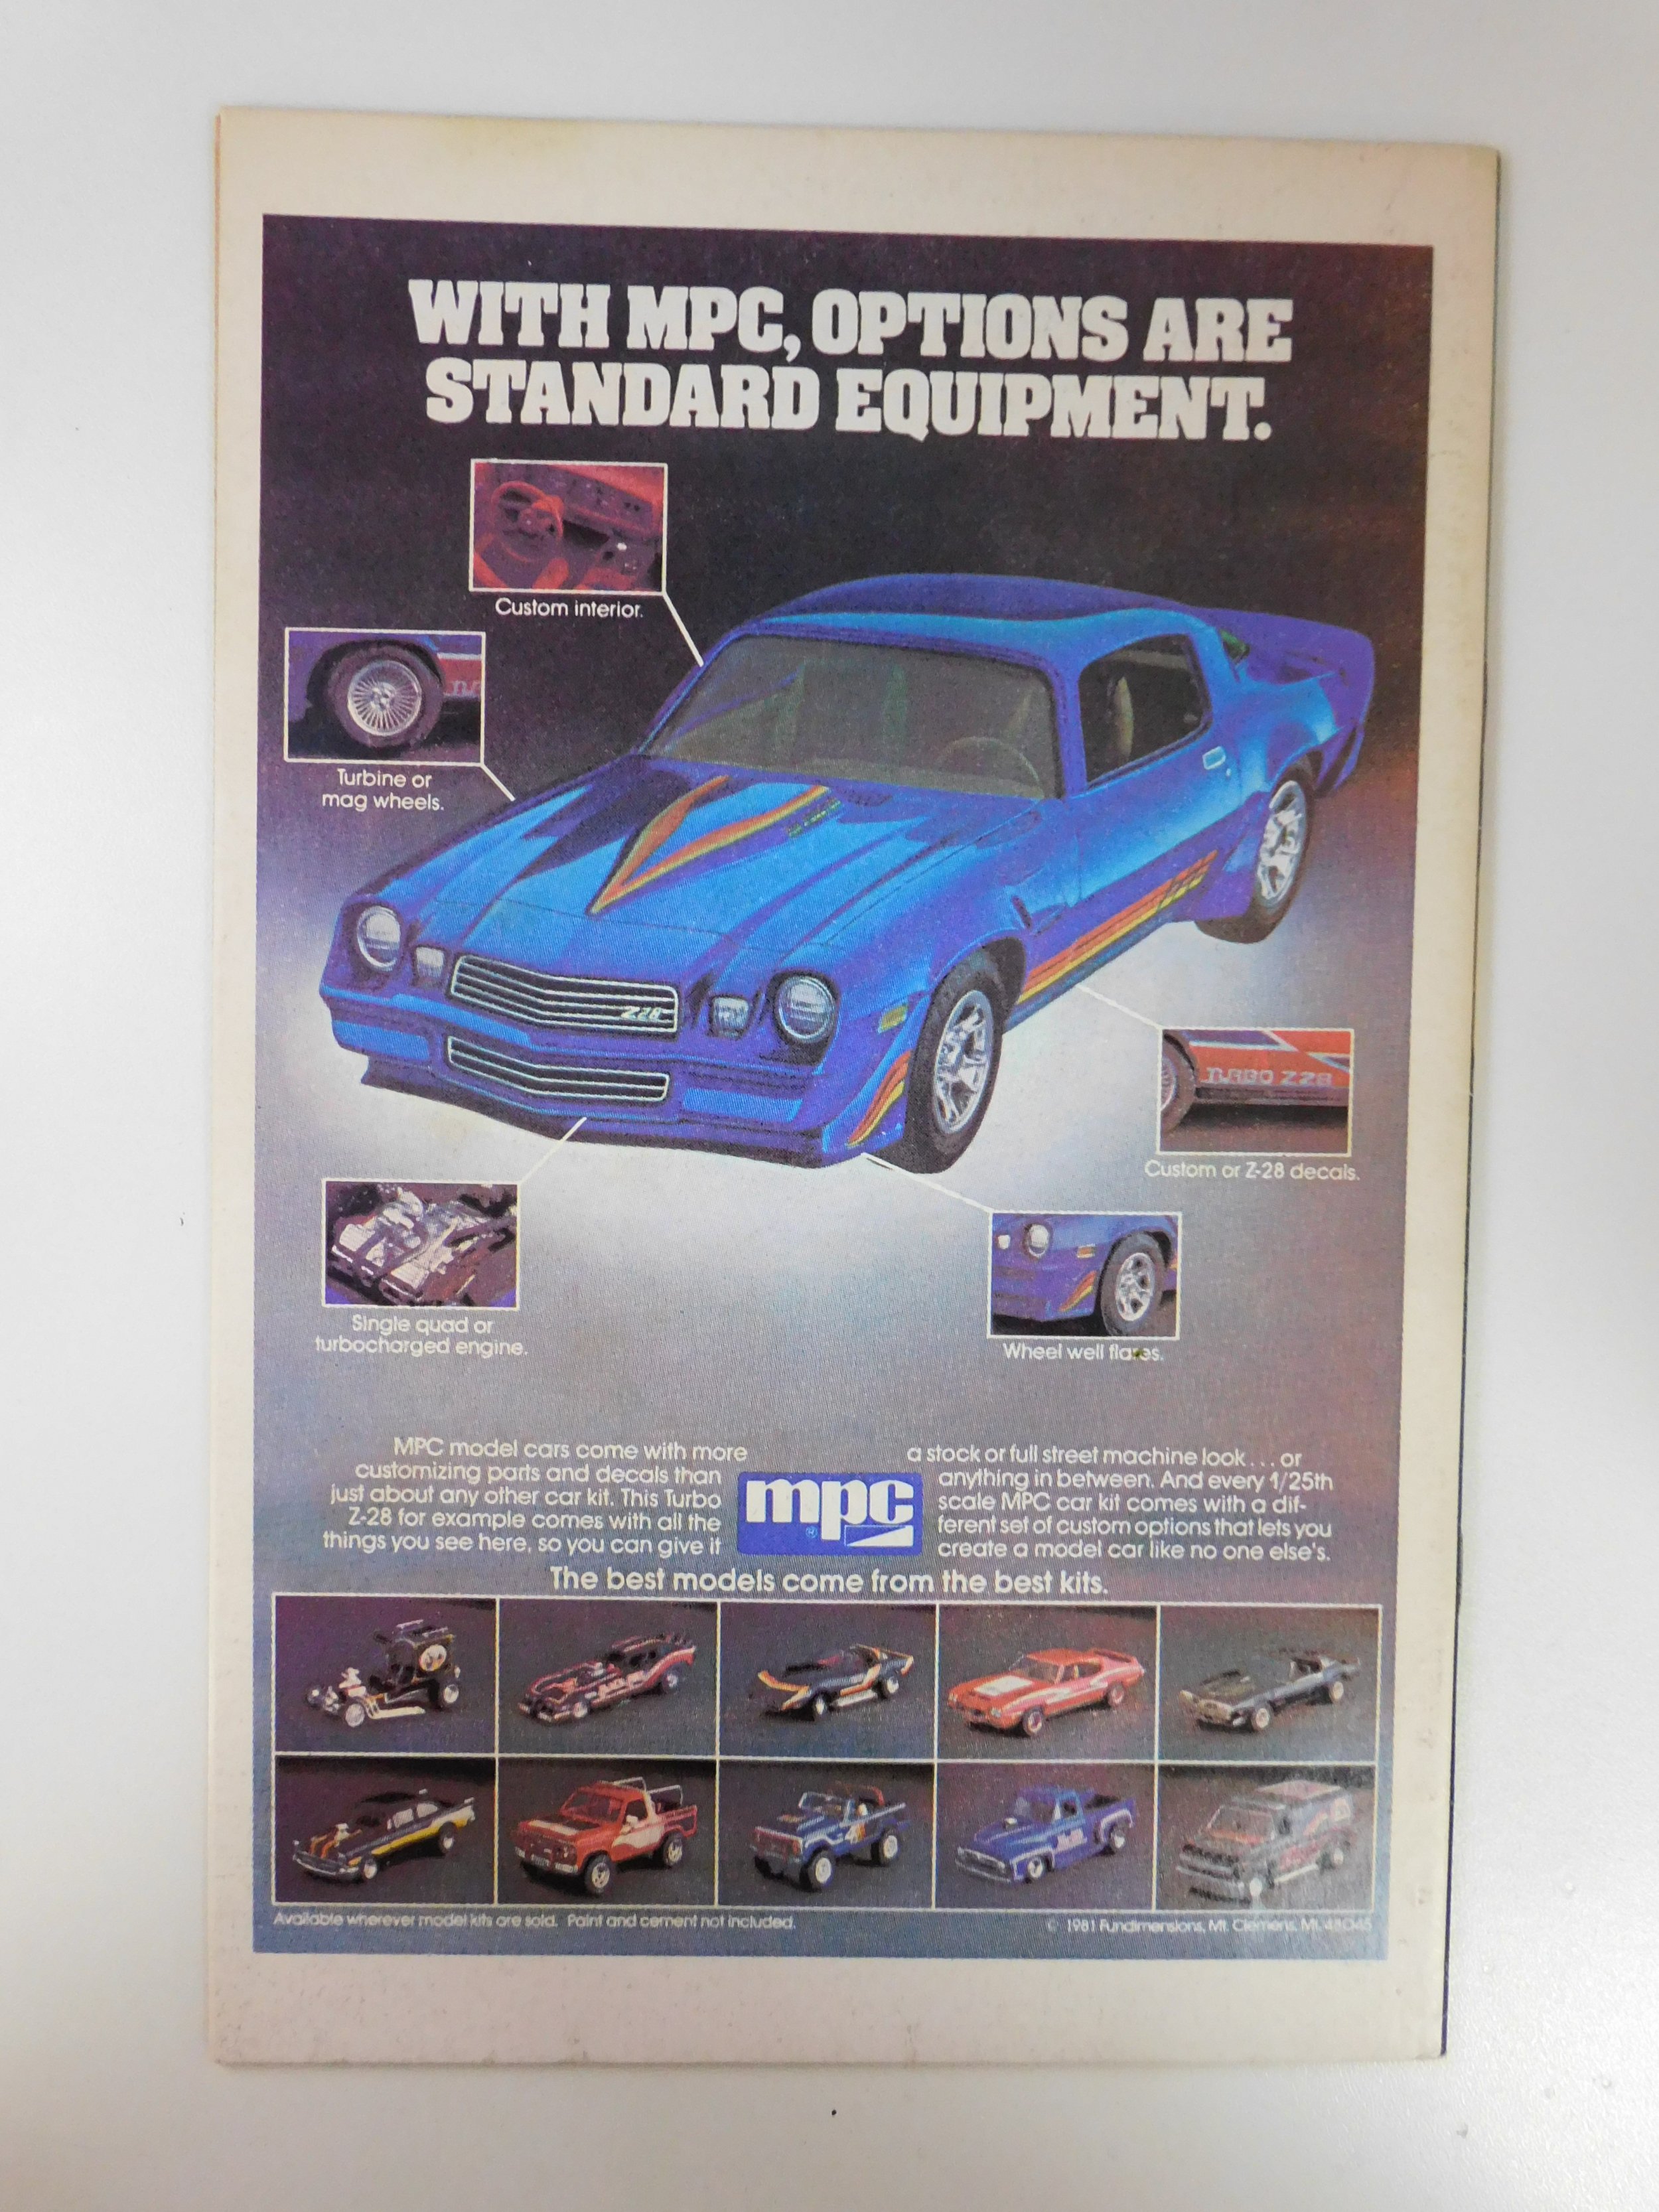 WITH MPC, OPTIONS ARE
STANDARD EQUIPMENT.
Custom interior.
Turbine or
mag wheels.
Z28
TURBO Z28
Custom or Z-28 decals.
Single quad or
turbocharged engine.
Wheel well flares.
MPC model cars come with more
customizing parts and decals than
just about any other car kit. This Turbo
Z-28 for example comes with all the
things you see here, so you can give it
mpc®
a stock or full street machine look . . . or
anything in between. And every 1/25th
scale MPC car kit comes with a dif-
ferent set of custom options that lets you
create a model car like no one else's.
The best models come from the best kits.
Available wherever model kits are sold. Paint and cement not included.
© 1981 Fundimensions, Mt. Clemens, MI. 48045